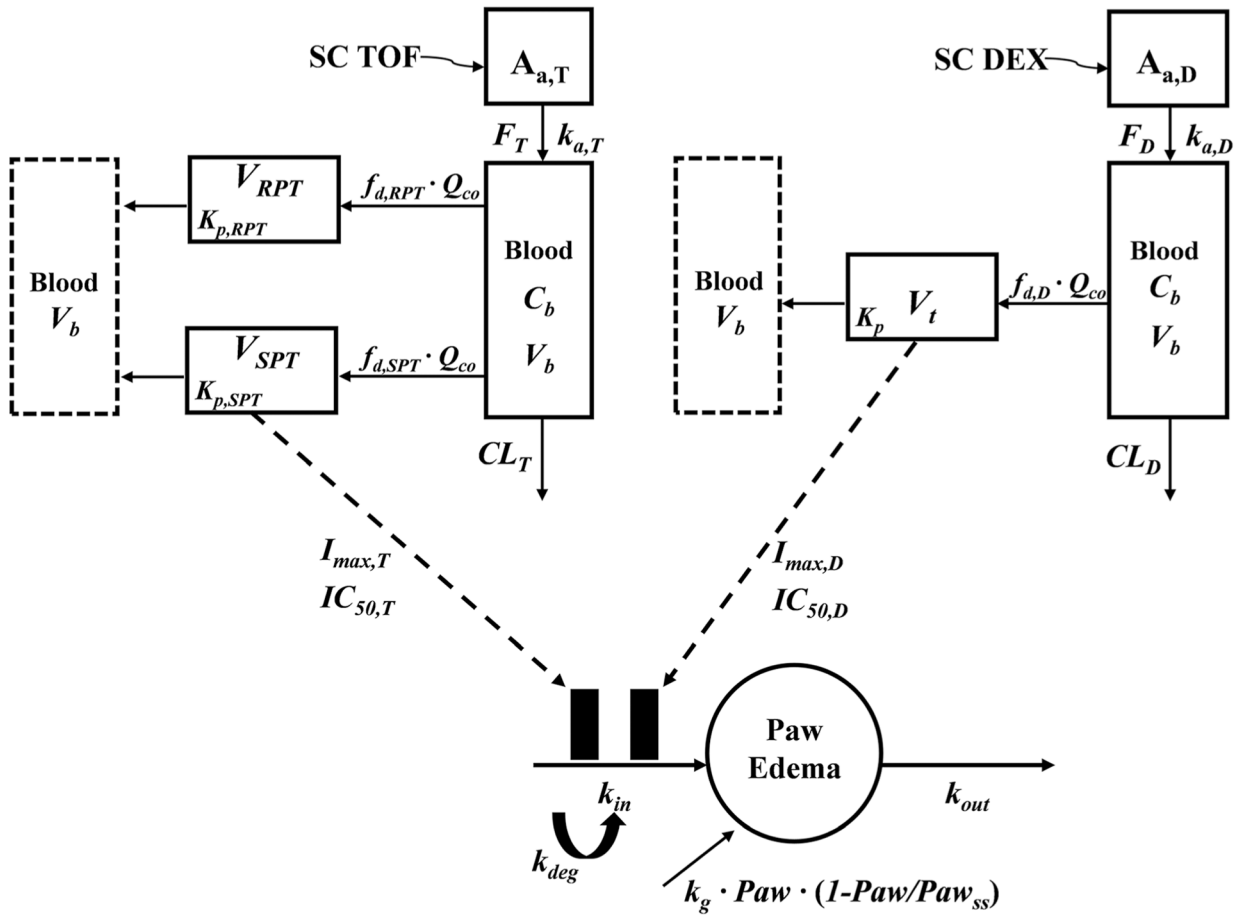 SC TOF
A_a,T
F_T
k_a,T
V_RPT
K_p,RPT
f_d,RPT · Q_co
Blood
V_b
Blood
C_b
V_b
V_SPT
K_p,SPT
f_d,SPT · Q_co
CL_T
SC DEX
A_a,D
F_D
k_a,D
Blood
V_b
V_t
K_p
f_d,D · Q_co
Blood
C_b
V_b
CL_D
I_max,T
IC_50,T
I_max,D
IC_50,D
Paw
Edema
k_in
k_out
k_deg
k_g · Paw · (1-Paw/Paw_ss)